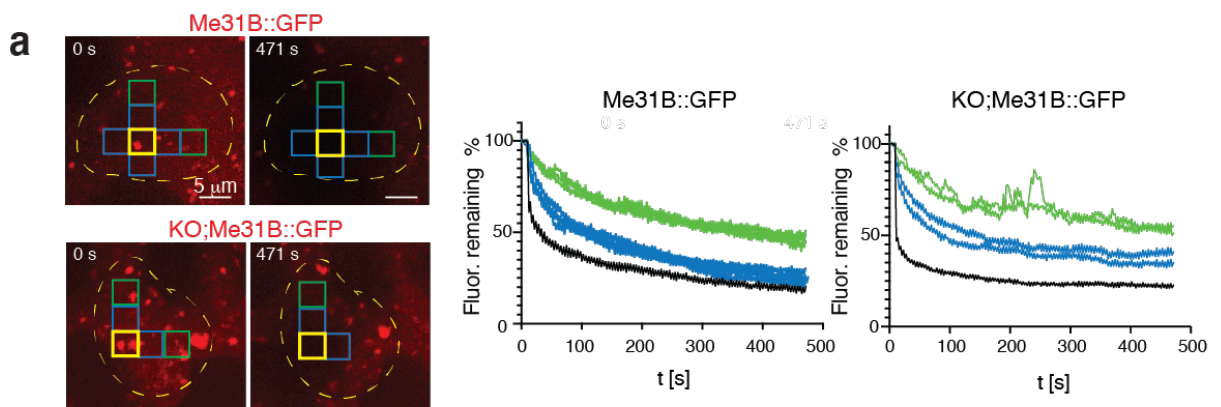 a
Me31B::GFP
0 s
471 s
5 μm
KO;Me31B::GFP
0 s
471 s
Me31B::GFP
0 s
471 s
Fluor. remaining %
100
50
0
0
100
200
300
400
500
t [s]
KO;Me31B::GFP
Fluor. remaining %
100
50
0
0
100
200
300
400
500
t [s]